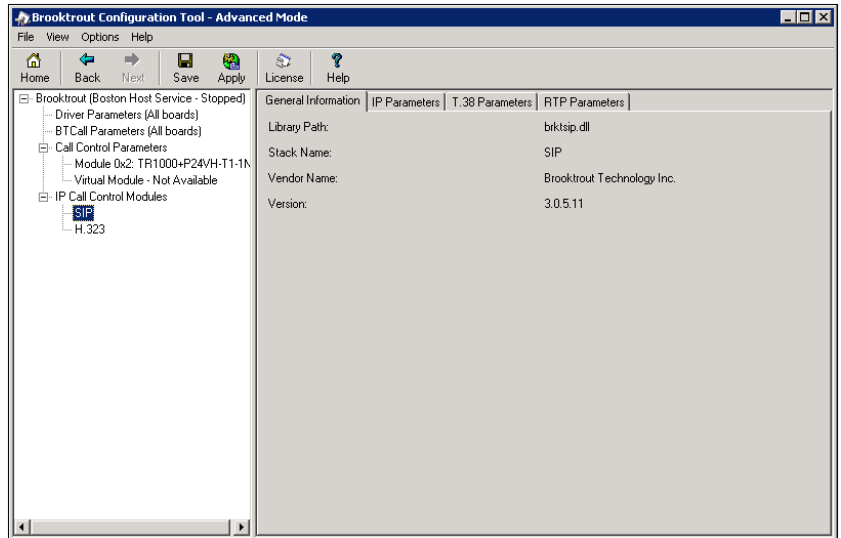 Brooktrout Configuration Tool - Advanced Mode
File View Options Help
Home Back Next Save Apply License Help
Brooktrout (Boston Host Service - Stopped)
Driver Parameters (All boards)
BTCall Parameters (All boards)
Call Control Parameters
Module 0x2: TR1000+P24VH-T1-1N
Virtual Module - Not Available
IP Call Control Modules
SIP
H.323
General Information IP Parameters T.38 Parameters RTP Parameters
Library Path: brktsip.dll
Stack Name: SIP
Vendor Name: Brooktrout Technology Inc.
Version: 3.0.5.11